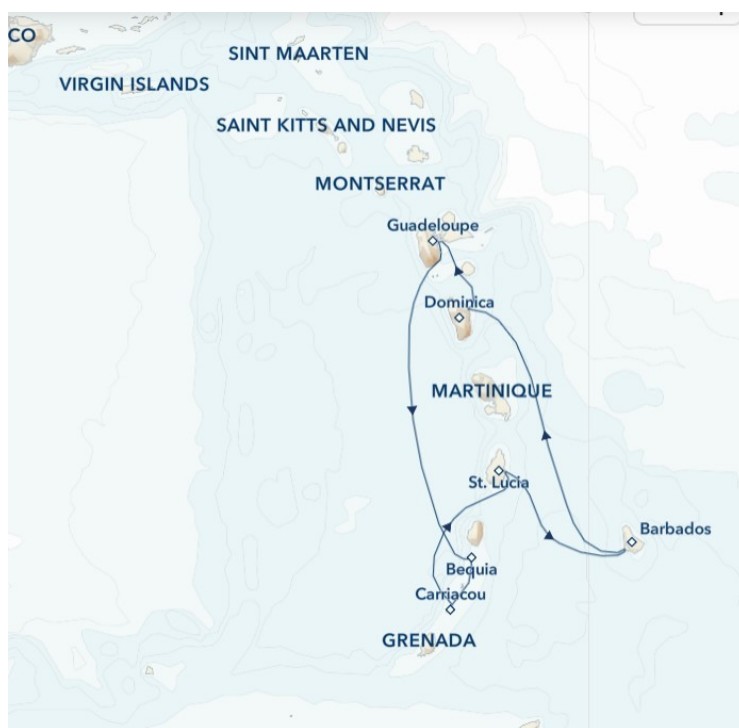 CO
SINT MAARTEN
VIRGIN ISLANDS
SAINT KITTS AND NEVIS
MONTSERRAT
Guadeloupe
Dominica
MARTINIQUE
St. Lucia
Barbados
Bequia
Carriacou
GRENADA